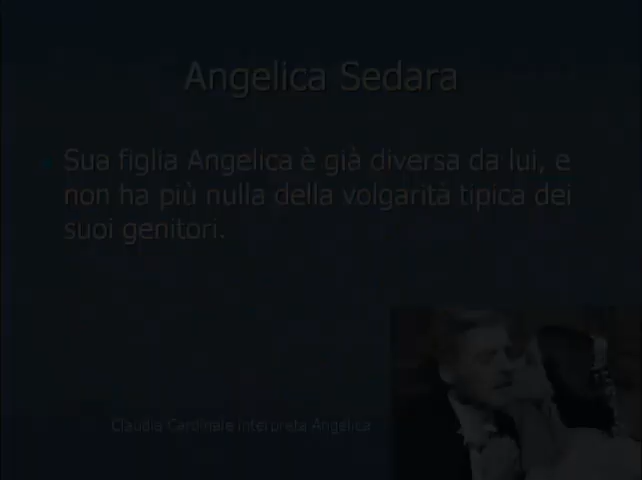 Angelica Sedara
Sua figlia Angelica è già diversa da lui, e
non ha più nulla della volgarità tipica dei
suoi genitori.
Claudia Cardinale interpreta Angelica